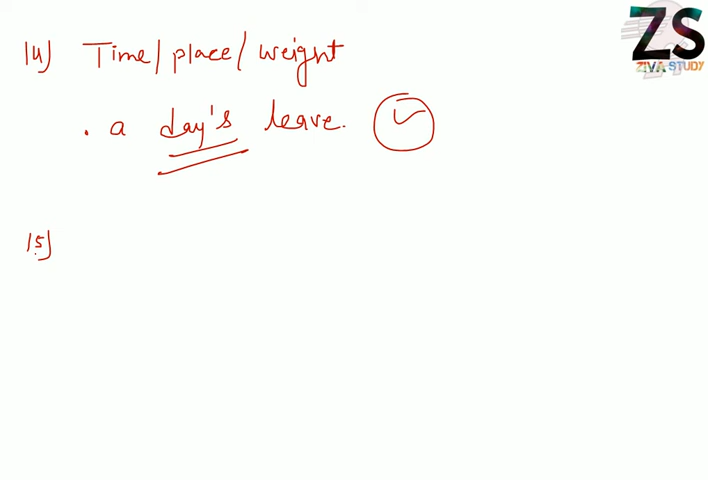 ZS
ZIVA STUDY
14) Time/place/weight
. a day's leave.
15)